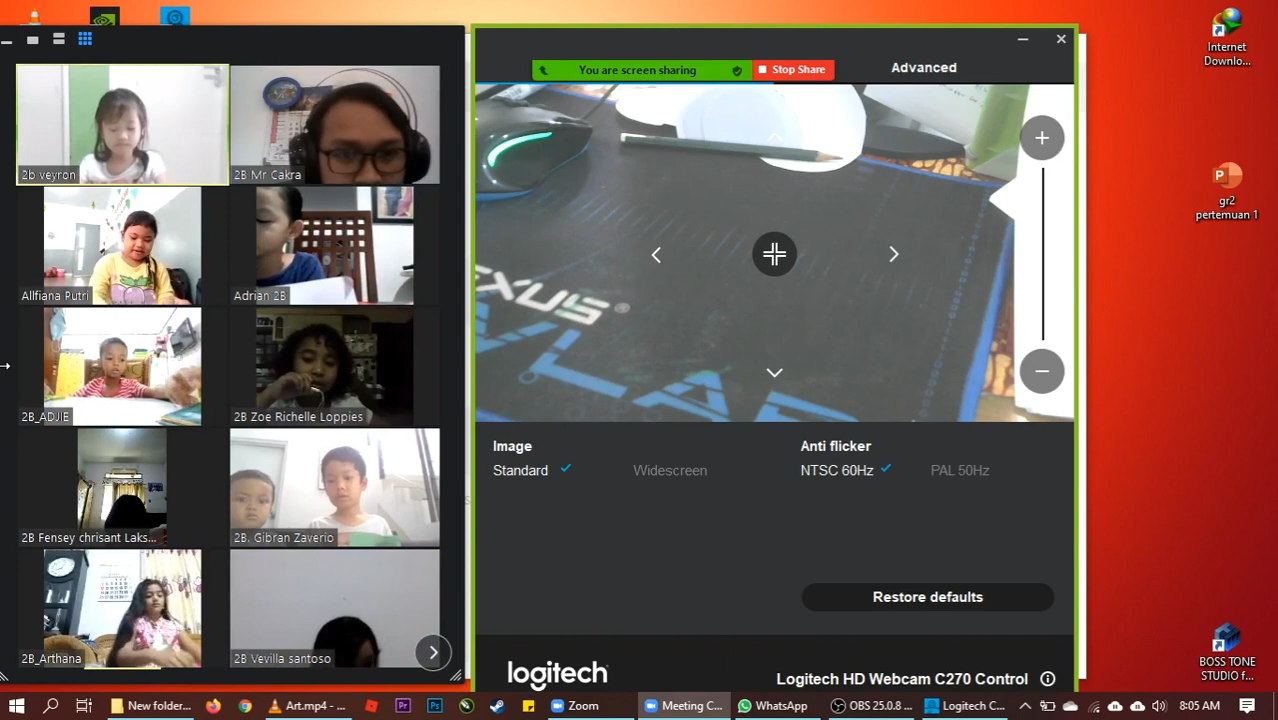 You are screen sharing
Stop Share
Advanced
Internet
Downlo...
2b veyron
2B Mr Cakra
Allfiana Putri
Adrian 2B
gr2
pertemuan 1
2B_ADJIE
2B Zoe Richelle Loppies
EXUS®
VLAB
Image
Anti flicker
Standard
Widescreen
NTSC 60Hz
PAL 50Hz
2B Fensey chrisant Laks...
2B. Gibran Zaverio
Restore defaults
2B_Arthana
2B Vevilla santoso
logitech
Logitech HD Webcam C270 Control
BOSS TONE
STUDIO f...
New folder...
Art.mp4 - ...
Zoom
Meeting C...
WhatsApp
OBS 25.0.8 ...
Logitech C...
8:05 AM